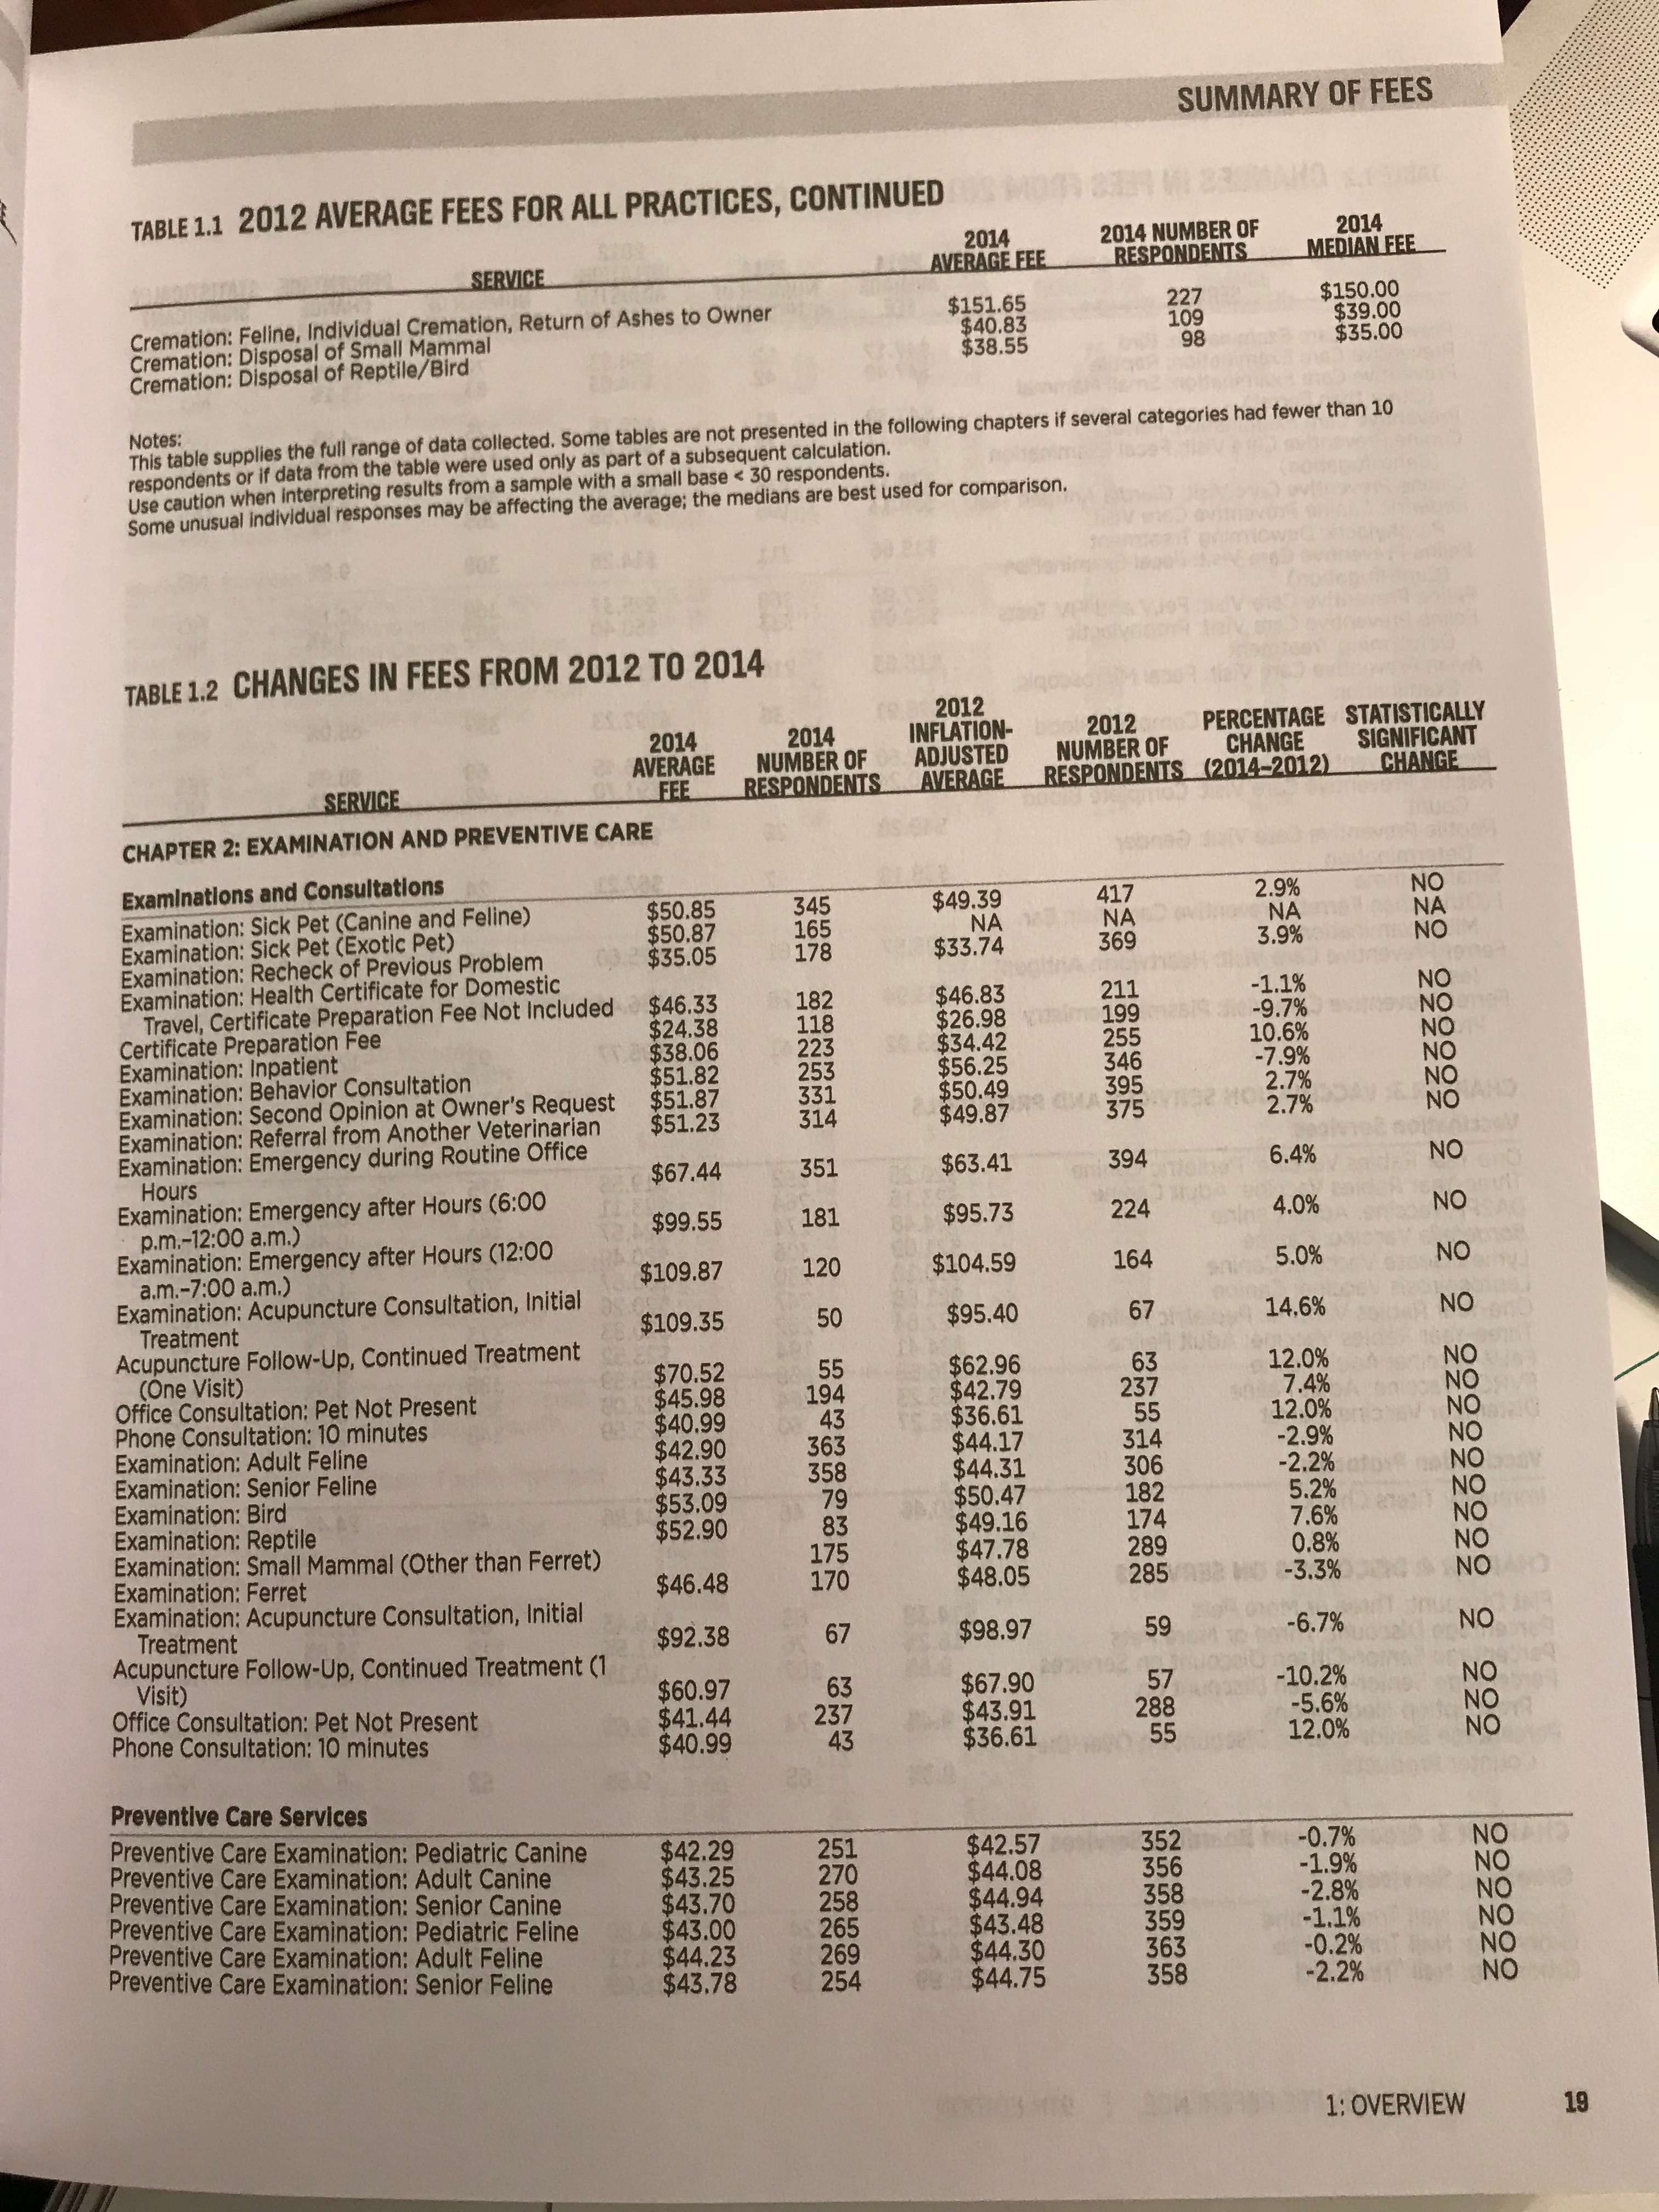 SUMMARY OF FEES
TABLE 1.1 2012 AVERAGE FEES FOR ALL PRACTICES, CONTINUED
SERVICE 2014 AVERAGE FEE 2014 NUMBER OF RESPONDENTS 2014 MEDIAN FEE
Cremation: Feline, Individual Cremation, Return of Ashes to Owner $151.65 227 $150.00
Cremation: Disposal of Small Mammal $40.83 109 $39.00
Cremation: Disposal of Reptile/Bird $38.55 98 $35.00
Notes:
This table supplies the full range of data collected. Some tables are not presented in the following chapters if several categories had fewer than 10
respondents or if data from the table were used only as part of a subsequent calculation.
Use caution when interpreting results from a sample with a small base < 30 respondents.
Some unusual individual responses may be affecting the average; the medians are best used for comparison.
TABLE 1.2 CHANGES IN FEES FROM 2012 TO 2014
SERVICE 2014 AVERAGE FEE 2014 NUMBER OF RESPONDENTS 2012 INFLATION-ADJUSTED AVERAGE 2012 NUMBER OF RESPONDENTS PERCENTAGE CHANGE (2014–2012) STATISTICALLY SIGNIFICANT CHANGE
CHAPTER 2: EXAMINATION AND PREVENTIVE CARE
Examinations and Consultations
Examination: Sick Pet (Canine and Feline) $50.85 345 $49.39 417 2.9% NO
Examination: Sick Pet (Exotic Pet) $50.87 165 NA NA NA NA
Examination: Recheck of Previous Problem $35.05 178 $33.74 369 3.9% NO
Examination: Health Certificate for Domestic
Travel, Certificate Preparation Fee Not Included $46.33 182 $46.83 211 -1.1% NO
Certificate Preparation Fee $24.38 118 $26.98 199 -9.7% NO
Examination: Inpatient $38.06 223 $34.42 255 10.6% NO
Examination: Behavior Consultation $51.82 253 $56.25 346 -7.9% NO
Examination: Second Opinion at Owner's Request $51.87 331 $50.49 395 2.7% NO
Examination: Referral from Another Veterinarian $51.23 314 $49.87 375 2.7% NO
Examination: Emergency during Routine Office
Hours $67.44 351 $63.41 394 6.4% NO
Examination: Emergency after Hours (6:00
p.m.–12:00 a.m.) $99.55 181 $95.73 224 4.0% NO
Examination: Emergency after Hours (12:00
a.m.–7:00 a.m.) $109.87 120 $104.59 164 5.0% NO
Examination: Acupuncture Consultation, Initial
Treatment $109.35 50 $95.40 67 14.6% NO
Acupuncture Follow-Up, Continued Treatment
(One Visit) $70.52 55 $62.96 63 12.0% NO
Office Consultation: Pet Not Present $45.98 194 $42.79 237 7.4% NO
Phone Consultation: 10 minutes $40.99 43 $36.61 55 12.0% NO
Examination: Adult Feline $42.90 363 $44.17 314 -2.9% NO
Examination: Senior Feline $43.33 358 $44.31 306 -2.2% NO
Examination: Bird $53.09 79 $50.47 182 5.2% NO
Examination: Reptile $52.90 83 $49.16 174 7.6% NO
Examination: Small Mammal (Other than Ferret) 175 $47.78 289 0.8% NO
Examination: Ferret $46.48 170 $48.05 285 -3.3% NO
Examination: Acupuncture Consultation, Initial
Treatment $92.38 67 $98.97 59 -6.7% NO
Acupuncture Follow-Up, Continued Treatment (1
Visit) $60.97 63 $67.90 57 -10.2% NO
Office Consultation: Pet Not Present $41.44 237 $43.91 288 -5.6% NO
Phone Consultation: 10 minutes $40.99 43 $36.61 55 12.0% NO
Preventive Care Services
Preventive Care Examination: Pediatric Canine $42.29 251 $42.57 352 -0.7% NO
Preventive Care Examination: Adult Canine $43.25 270 $44.08 356 -1.9% NO
Preventive Care Examination: Senior Canine $43.70 258 $44.94 358 -2.8% NO
Preventive Care Examination: Pediatric Feline $43.00 265 $43.48 359 -1.1% NO
Preventive Care Examination: Adult Feline $44.23 269 $44.30 363 -0.2% NO
Preventive Care Examination: Senior Feline $43.78 254 $44.75 358 -2.2% NO
1: OVERVIEW 19